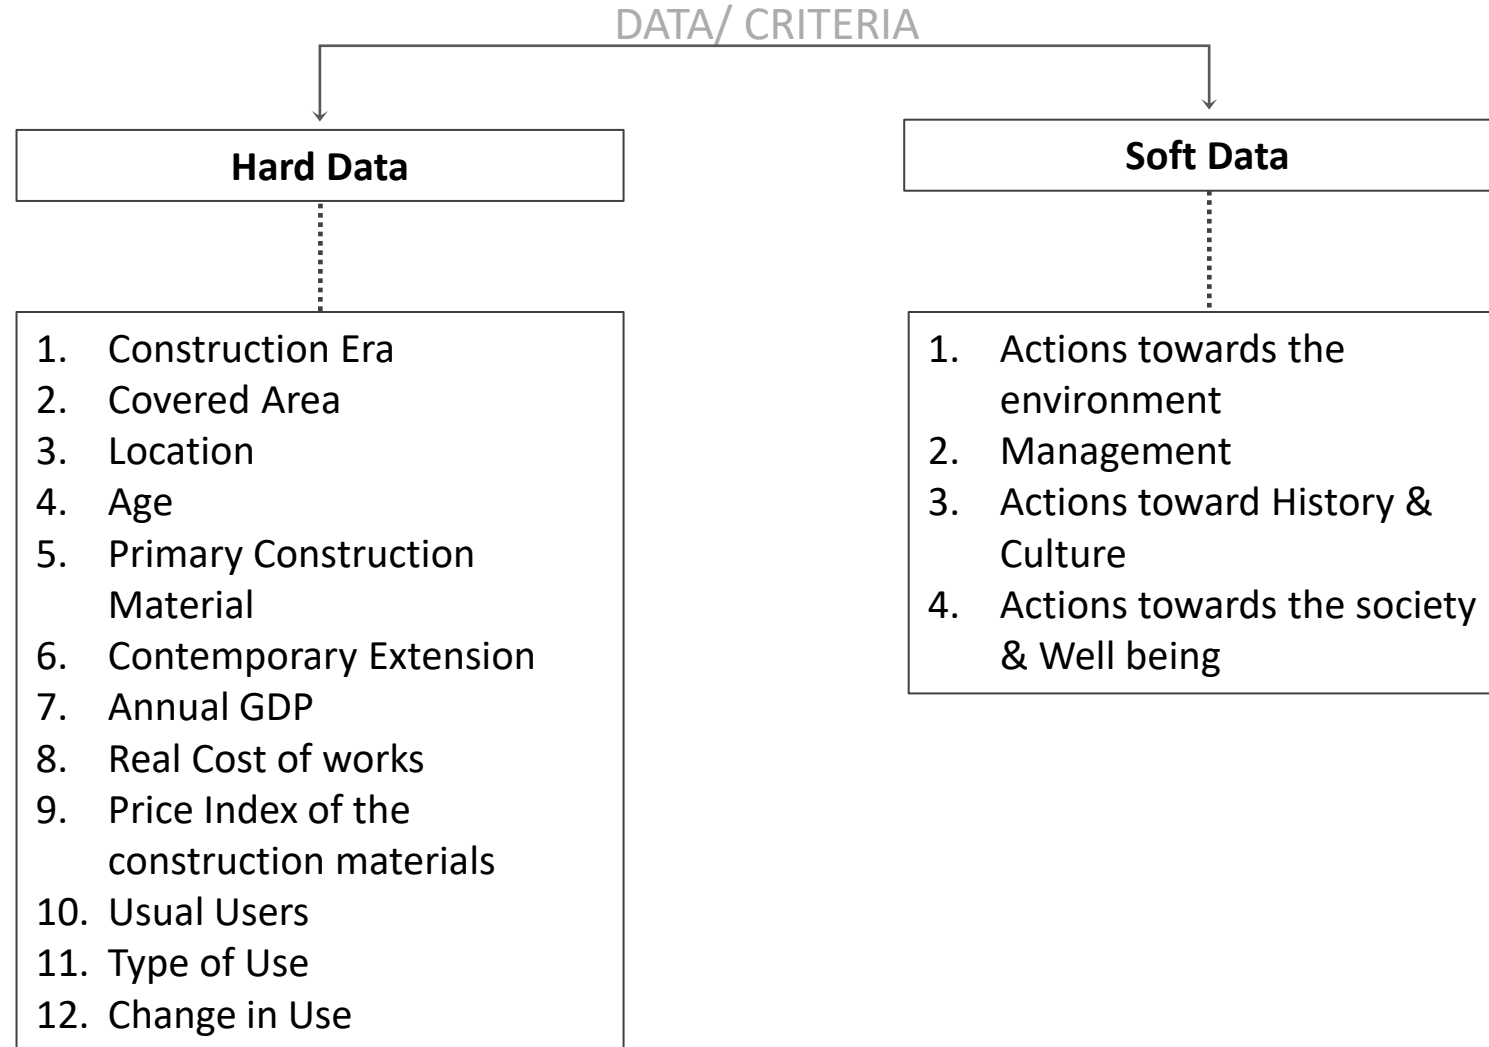 DATA/ CRITERIA
Hard Data
1. Construction Era
2. Covered Area
3. Location
4. Age
5. Primary Construction
Material
6. Contemporary Extension
7. Annual GDP
8. Real Cost of works
9. Price Index of the
construction materials
10. Usual Users
11. Type of Use
12. Change in Use
Soft Data
1. Actions towards the
environment
2. Management
3. Actions toward History &
Culture
4. Actions towards the society
& Well being